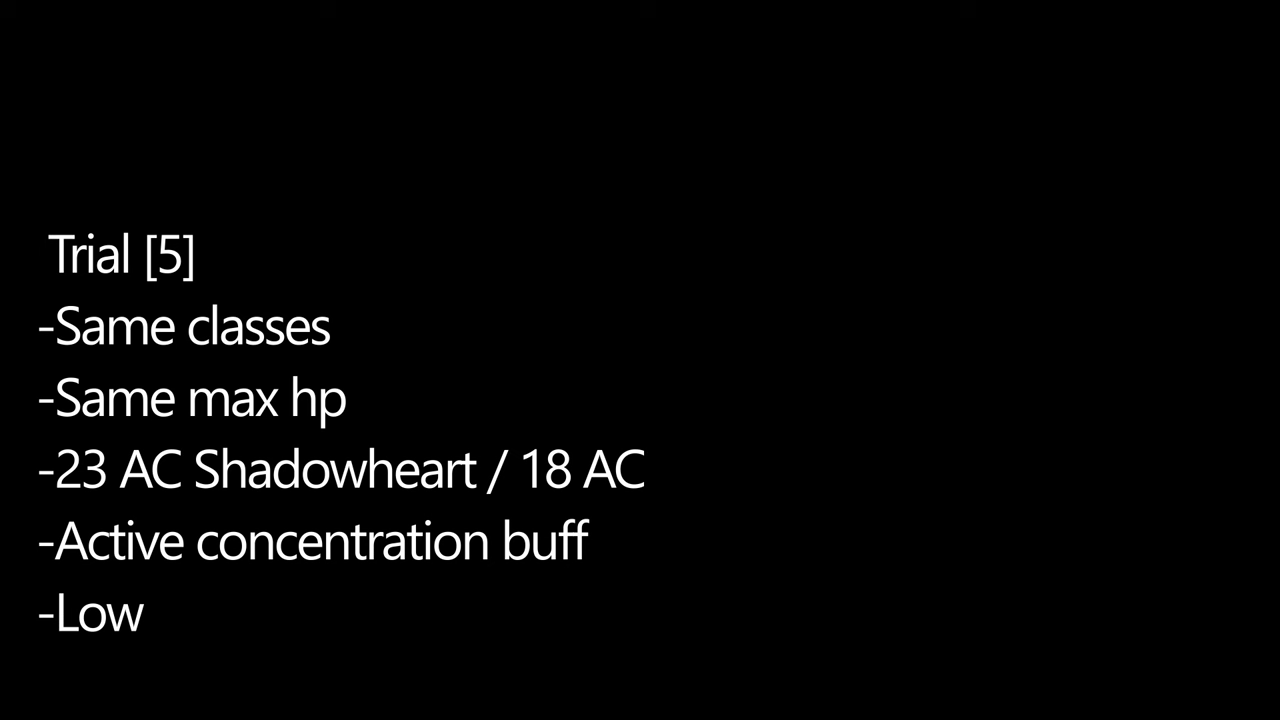 Trial [5]
-Same classes
-Same max hp
-23 AC Shadowheart / 18 AC
-Active concentration buff
-Low